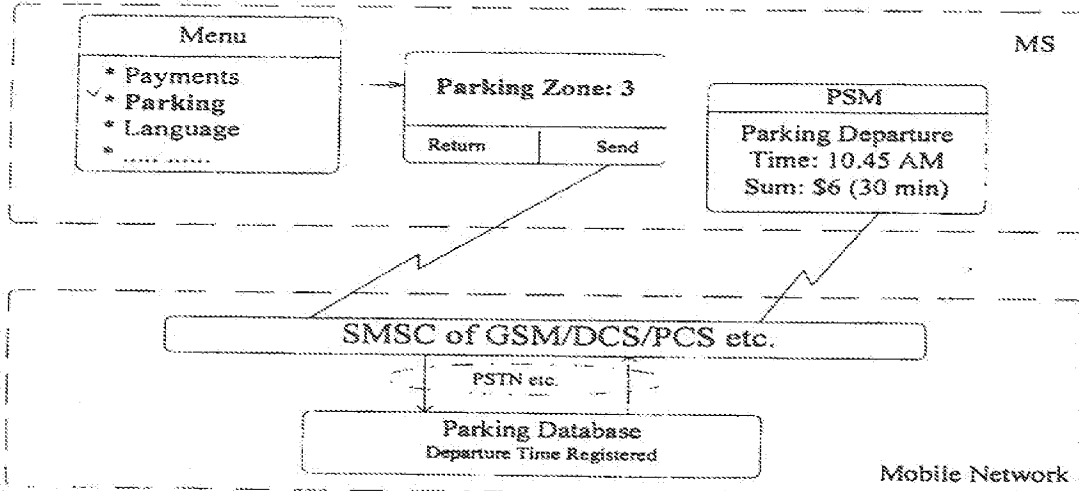 Menu
* Payments
* Parking
* Language
* ..... ......
Parking Zone: 3
Return Send
MS
PSM
Parking Departure
Time: 10.45 AM
Sum: $6 (30 min)
SMSC of GSM/DCS/PCS etc.
PSTN etc.
Parking Database
Departure Time Registered
Mobile Network